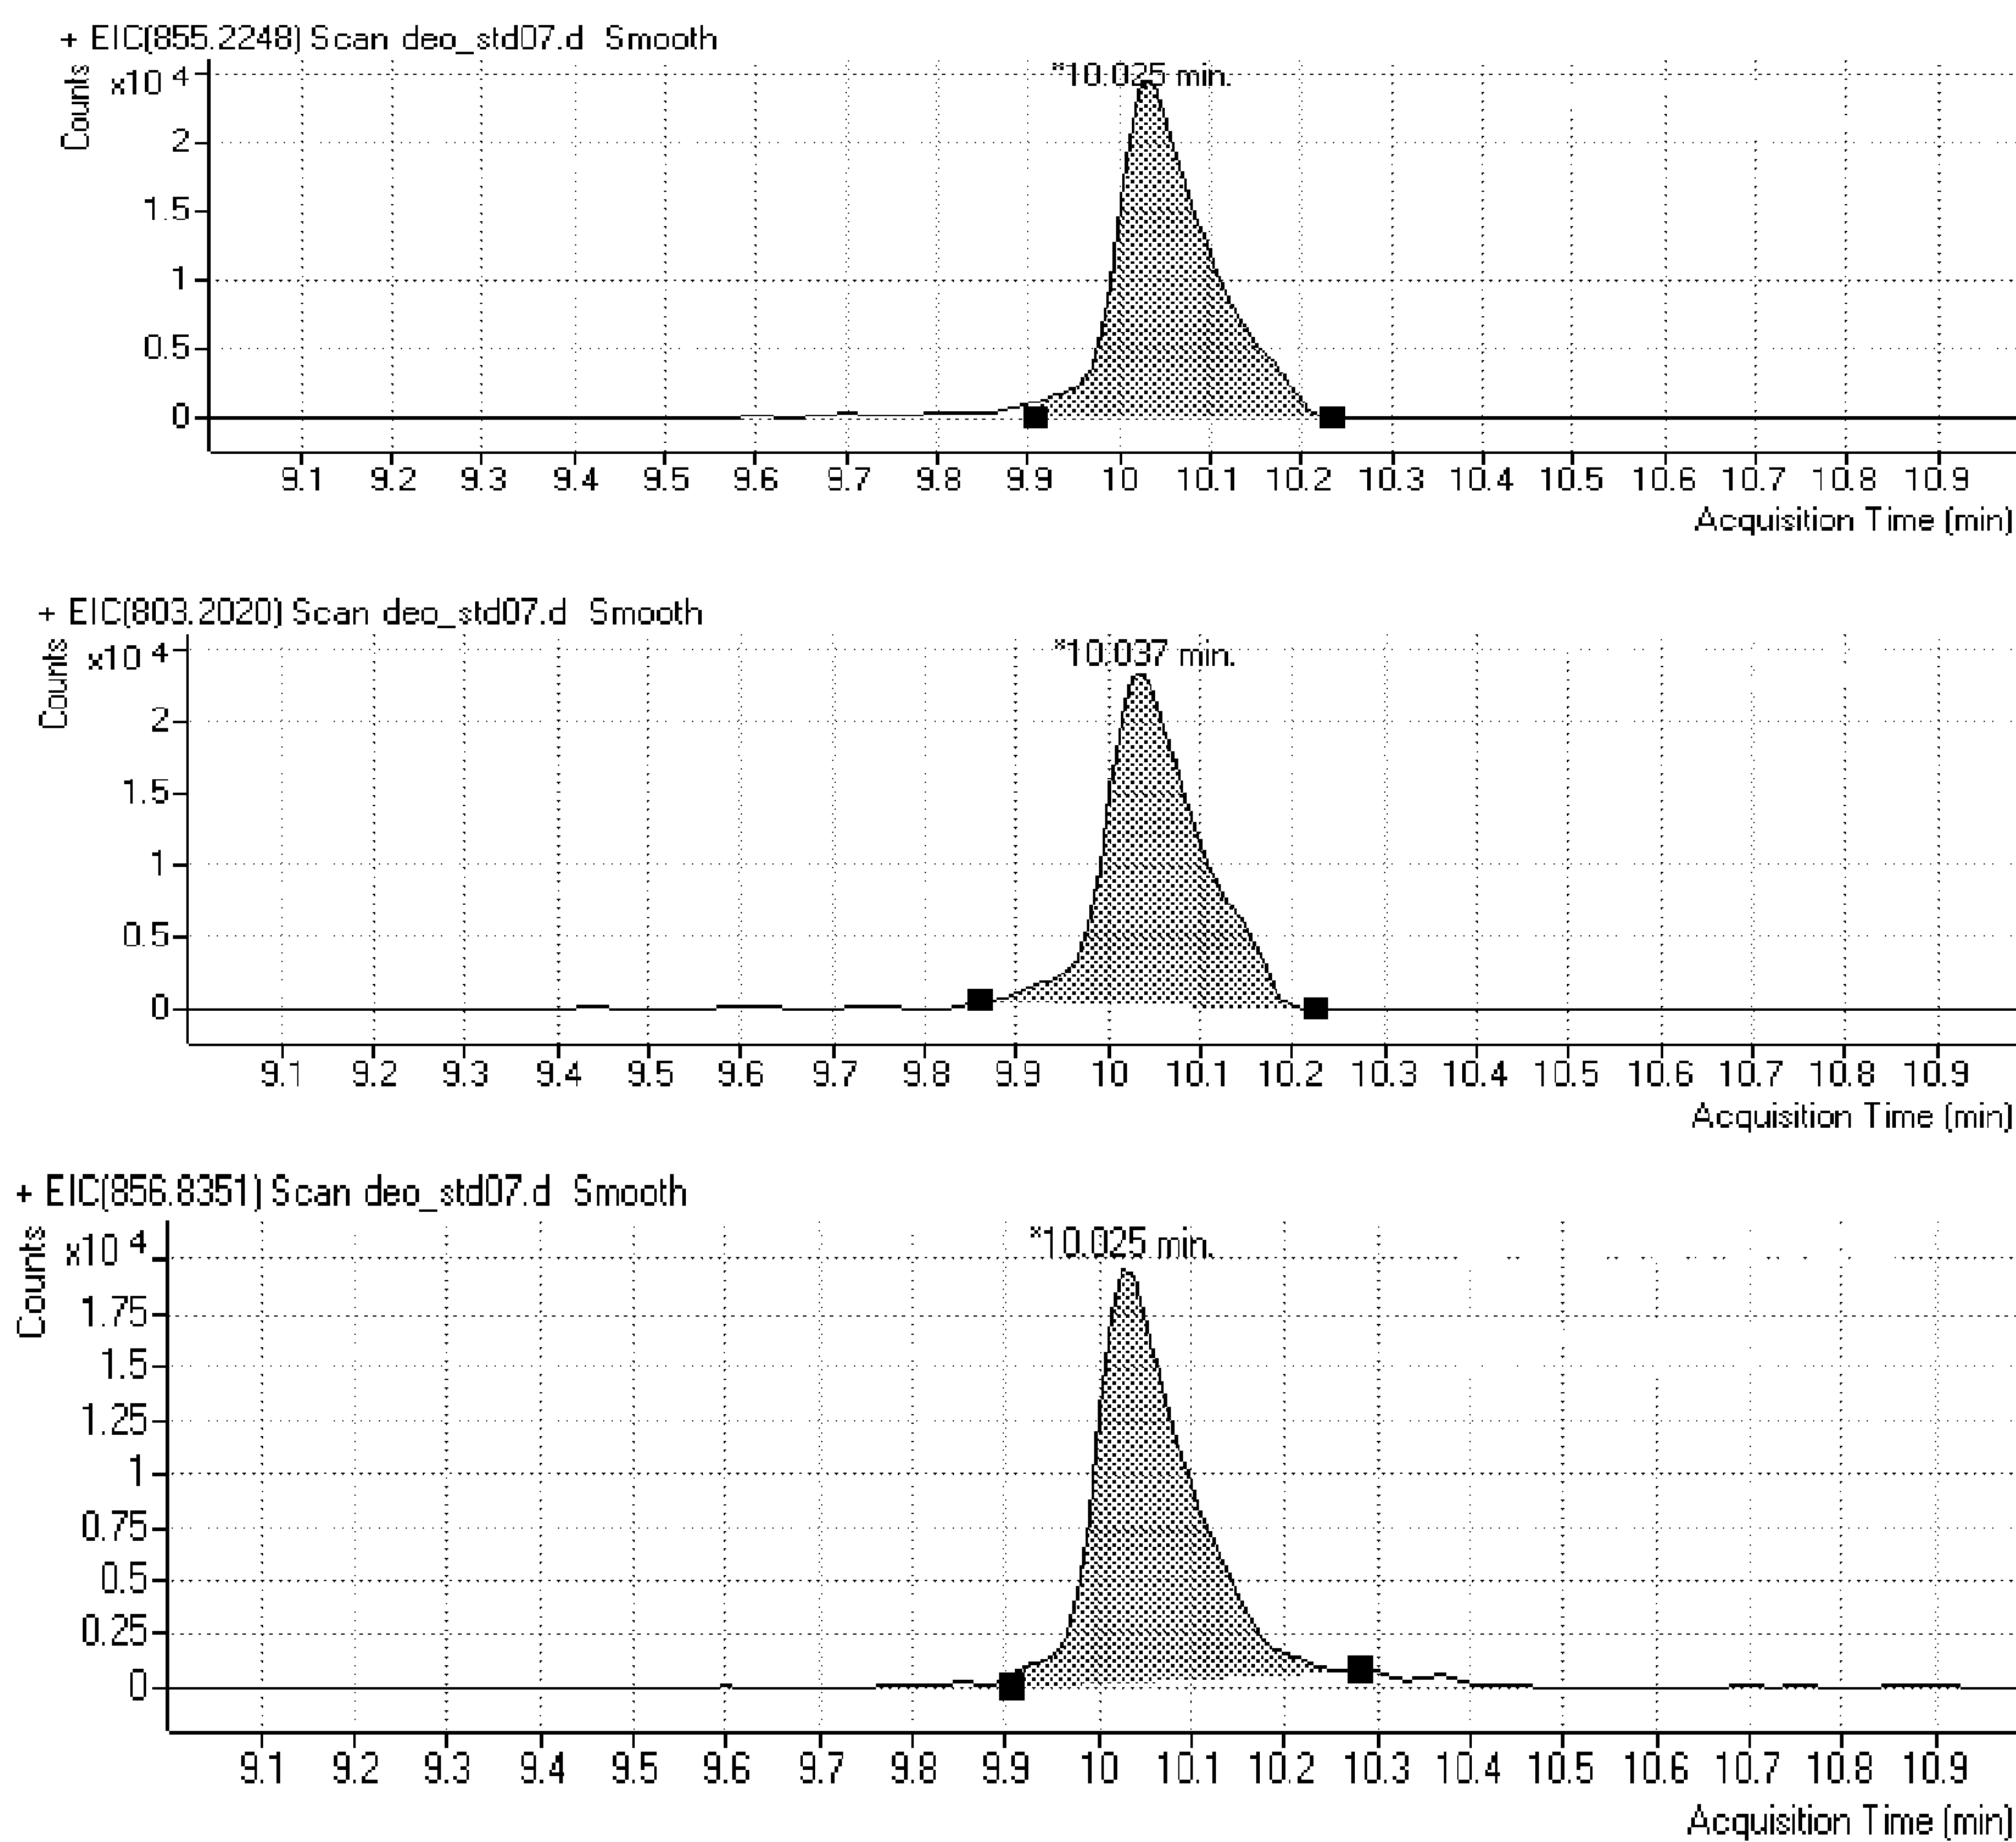 + EIC(855.2248) Scan deo_std07.d Smooth
Counts
x10 4
*10.025 min.
2
1.5
1
0.5
0
9.1 9.2 9.3 9.4 9.5 9.6 9.7 9.8 9.9 10 10.1 10.2 10.3 10.4 10.5 10.6 10.7 10.8 10.9
Acquisition Time (min)
+ EIC(803.2020) Scan deo_std07.d Smooth
Counts
x10 4
*10.037 min.
2
1.5
1
0.5
0
9.1 9.2 9.3 9.4 9.5 9.6 9.7 9.8 9.9 10 10.1 10.2 10.3 10.4 10.5 10.6 10.7 10.8 10.9
Acquisition Time (min)
+ EIC(856.8351) Scan deo_std07.d Smooth
Counts
x10 4
*10.025 min.
1.75
1.5
1.25
1
0.75
0.5
0.25
0
9.1 9.2 9.3 9.4 9.5 9.6 9.7 9.8 9.9 10 10.1 10.2 10.3 10.4 10.5 10.6 10.7 10.8 10.9
Acquisition Time (min)